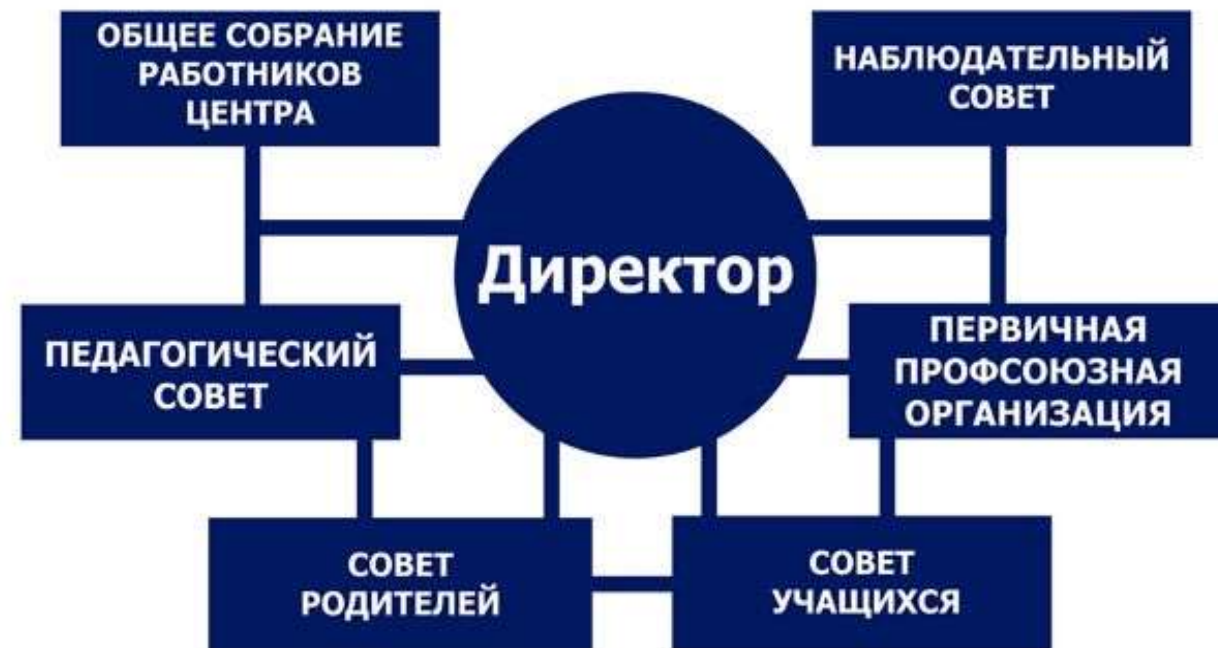 ОБЩЕЕ СОБРАНИЕ
РАБОТНИКОВ
ЦЕНТРА
НАБЛЮДАТЕЛЬНЫЙ
СОВЕТ
Директор
ПЕДАГОГИЧЕСКИЙ
СОВЕТ
ПЕРВИЧНАЯ
ПРОФСОЮЗНАЯ
ОРГАНИЗАЦИЯ
СОВЕТ
РОДИТЕЛЕЙ
СОВЕТ
УЧАЩИХСЯ